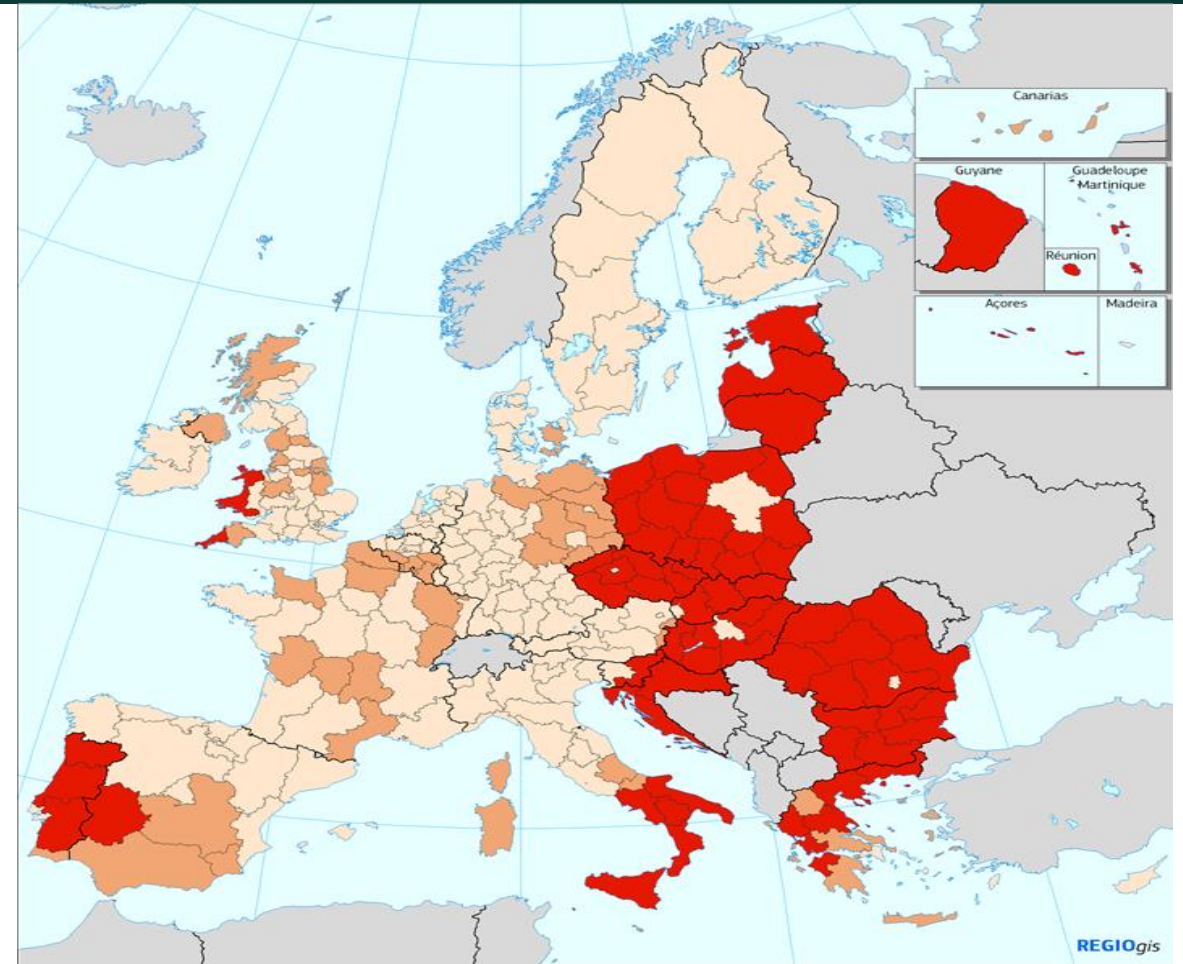 Canarias
Guyane
Guadeloupe
Martinique
Réunion
Açores
Madeira
REGIOgis